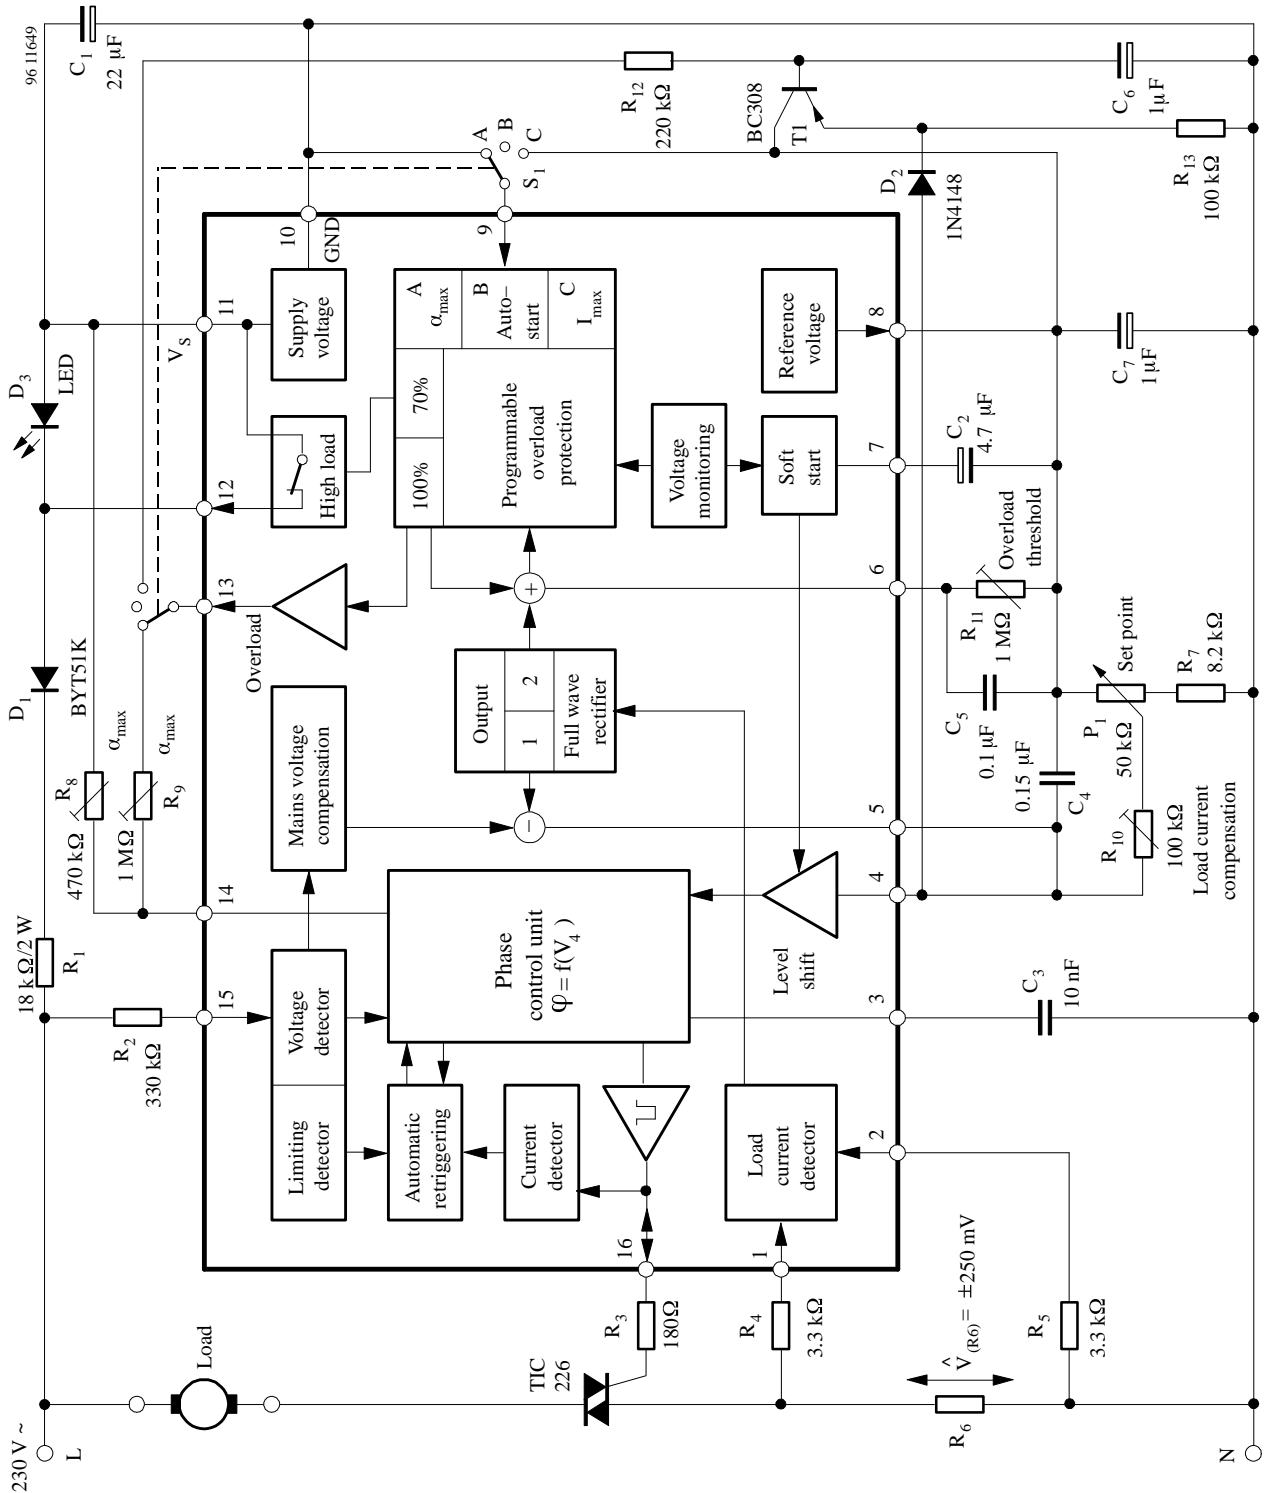 230 V ~
L
Load
18 kΩ/2 W
R1
D1
BYT51K
D3
LED
C1
22 µF
96 11649
R2
330 kΩ
470 kΩ
R8
αmax
1 MΩ
R9
αmax
R12
220 kΩ
15
14
13
12
11
VS
10
GND
9
S1
A
B
C
BC308
T1
C6
1µF
Limiting
detector
Voltage
detector
Mains voltage
compensation
Overload
High load
Supply
voltage
Automatic
retriggering
Phase
control unit
φ = f(V4)
Current
detector
Output
1
2
Full wave
rectifier
−
+
100%
70%
A
αmax
B
Auto–
start
C
Imax
Programmable
overload
protection
Voltage
monitoring
Load
current
detector
Level
shift
Soft
start
Reference
voltage
16
1
2
3
4
5
6
7
8
TIC
226
R3
180Ω
R4
3.3 kΩ
R6
V̂(R6) = ±250 mV
R5
3.3 kΩ
C3
10 nF
R10
100 kΩ
Load current
compensation
0.15 µF
C4
P1
50 kΩ
Set point
R7
8.2 kΩ
C5
0.1 µF
R11
1 MΩ
Overload
threshold
C2
4.7 µF
C7
1 µF
D2
1N4148
R13
100 kΩ
N